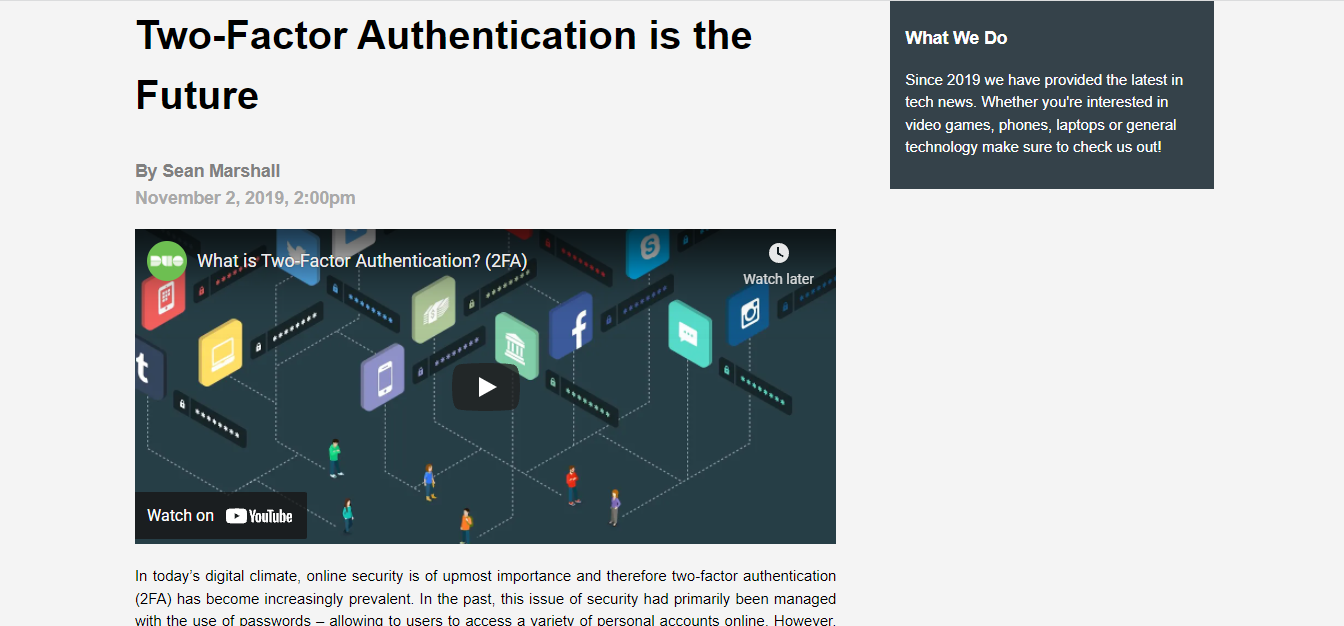 Two-Factor Authentication is the
Future
By Sean Marshall
November 2, 2019, 2:00pm
What is Two-Factor Authentication? (2FA)
Watch later
t
f
Watch on YouTube
In today’s digital climate, online security is of upmost importance and therefore two-factor authentication
(2FA) has become increasingly prevalent. In the past, this issue of security had primarily been managed
with the use of passwords – allowing to users to access a variety of personal accounts online. However,
What We Do
Since 2019 we have provided the latest in
tech news. Whether you're interested in
video games, phones, laptops or general
technology make sure to check us out!